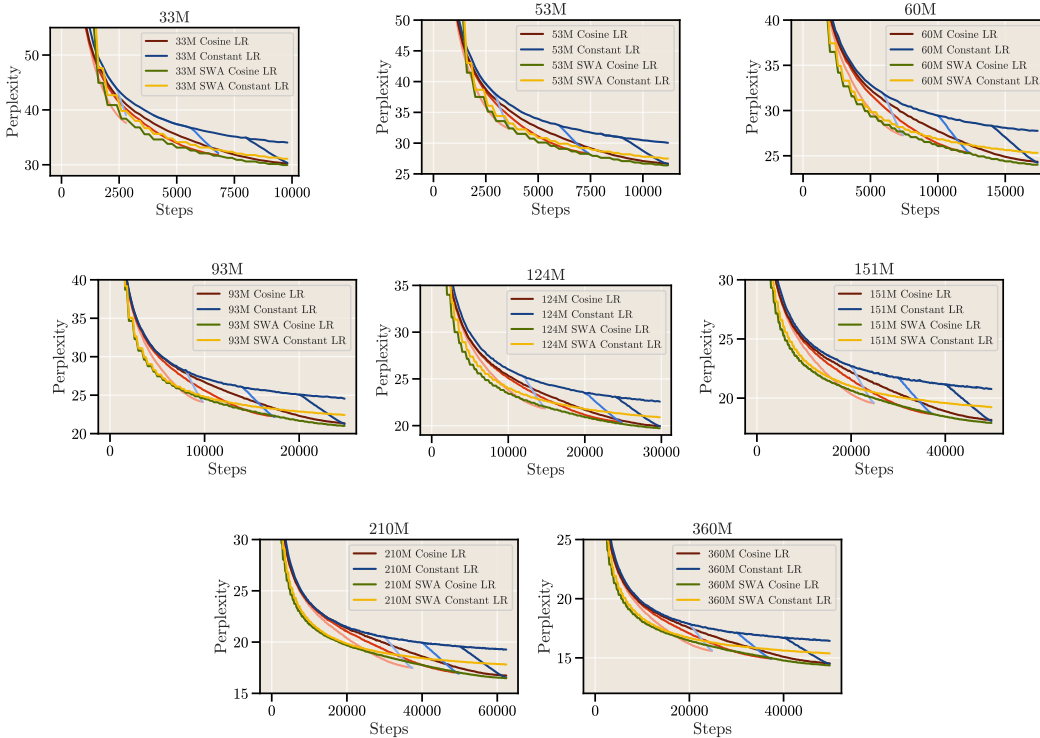 33M
Perplexity
50
40
30
33M Cosine LR
33M Constant LR
33M SWA Cosine LR
33M SWA Constant LR
0 2500 5000 7500 10000
Steps
53M
Perplexity
50
45
40
35
30
25
53M Cosine LR
53M Constant LR
53M SWA Cosine LR
53M SWA Constant LR
0 2500 5000 7500 10000
Steps
60M
Perplexity
40
35
30
25
60M Cosine LR
60M Constant LR
60M SWA Cosine LR
60M SWA Constant LR
0 5000 10000 15000
Steps
93M
Perplexity
40
35
30
25
20
93M Cosine LR
93M Constant LR
93M SWA Cosine LR
93M SWA Constant LR
0 10000 20000
Steps
124M
Perplexity
35
30
25
20
124M Cosine LR
124M Constant LR
124M SWA Cosine LR
124M SWA Constant LR
0 10000 20000 30000
Steps
151M
Perplexity
30
25
20
151M Cosine LR
151M Constant LR
151M SWA Cosine LR
151M SWA Constant LR
0 20000 40000
Steps
210M
Perplexity
30
25
20
15
210M Cosine LR
210M Constant LR
210M SWA Cosine LR
210M SWA Constant LR
0 20000 40000 60000
Steps
360M
Perplexity
25
20
15
360M Cosine LR
360M Constant LR
360M SWA Cosine LR
360M SWA Constant LR
0 20000 40000
Steps